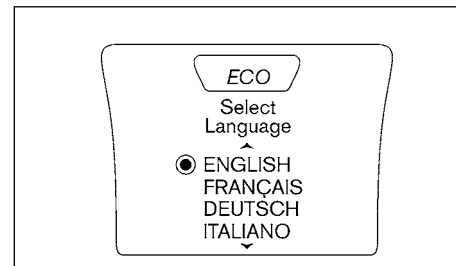 ECO
Select
Language
ENGLISH
FRANÇAIS
DEUTSCH
ITALIANO